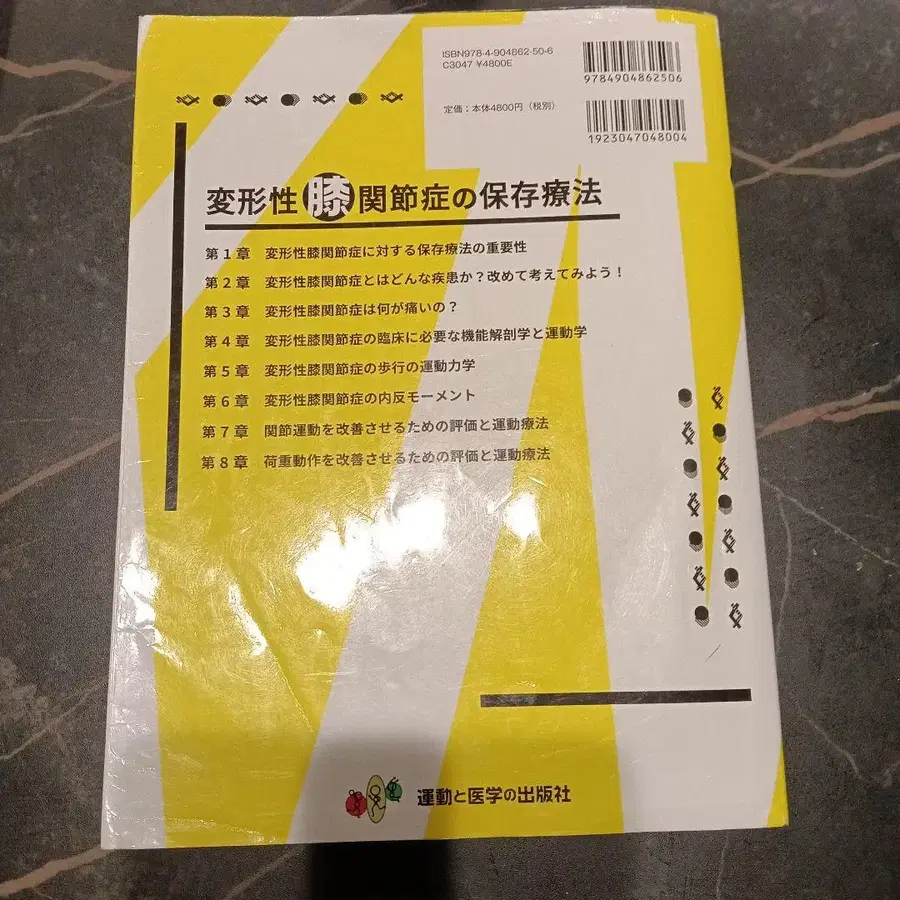 ISBN978-4-904862-50-6
C3047 ¥4800E
9784904862506
定価：本体4800円（税別）
1923047048004
変形性膝関節症の保存療法
第1章 変形性膝関節症に対する保存療法の重要性
第2章 変形性膝関節症とはどんな疾患か？改めて考えてみよう！
第3章 変形性膝関節症は何が痛いの？
第4章 変形性膝関節症の臨床に必要な機能解剖学と運動学
第5章 変形性膝関節症の歩行の運動力学
第6章 変形性膝関節症の内反モーメント
第7章 関節運動を改善させるための評価と運動療法
第8章 荷重動作を改善させるための評価と運動療法
運動と医学の出版社